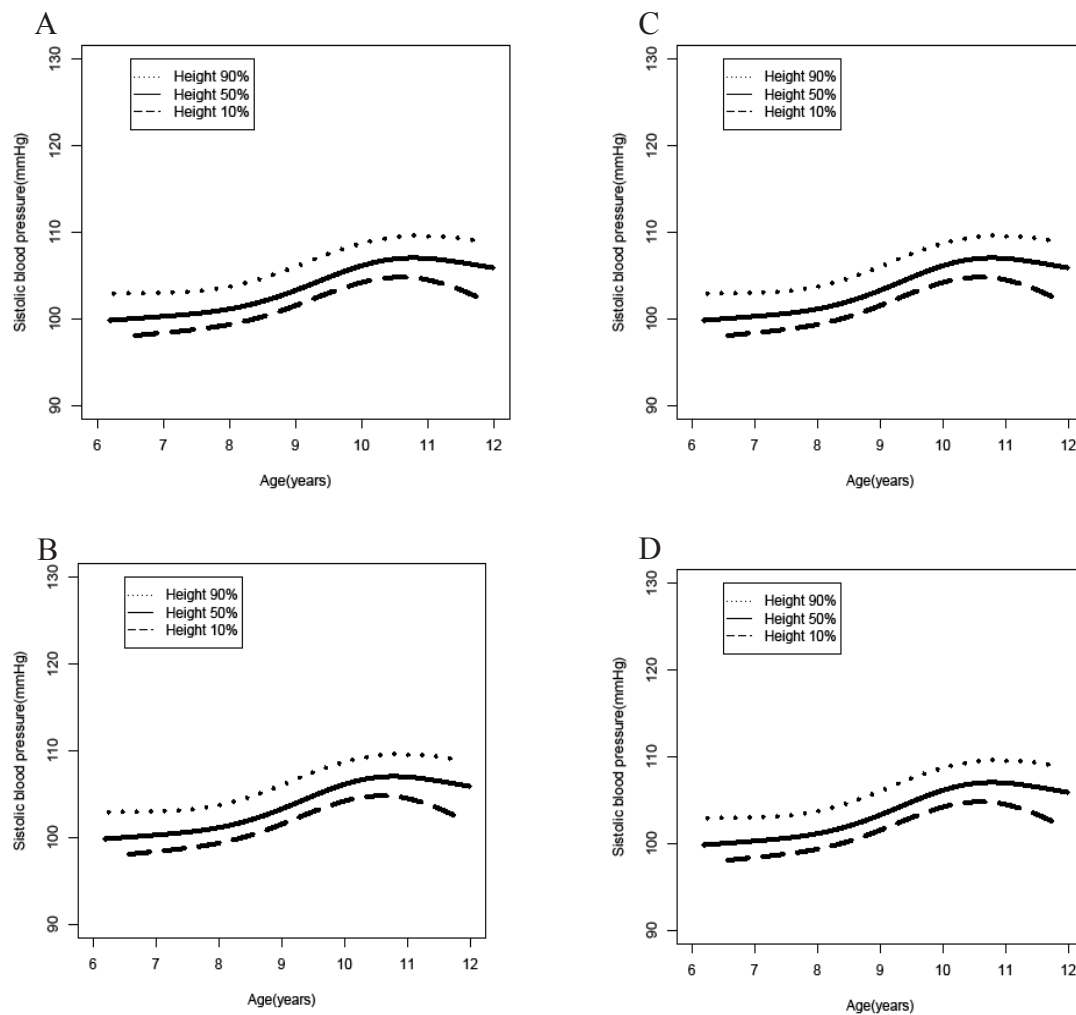 A
130
120
110
100
90
Sistolic blood pressure(mmHg)
Height 90%
Height 50%
Height 10%
6 7 8 9 10 11 12
Age(years)
C
130
120
110
100
90
Sistolic blood pressure(mmHg)
Height 90%
Height 50%
Height 10%
6 7 8 9 10 11 12
Age(years)
B
130
120
110
100
90
Sistolic blood pressure(mmHg)
Height 90%
Height 50%
Height 10%
6 7 8 9 10 11 12
Age(years)
D
130
120
110
100
90
Sistolic blood pressure(mmHg)
Height 90%
Height 50%
Height 10%
6 7 8 9 10 11 12
Age(years)